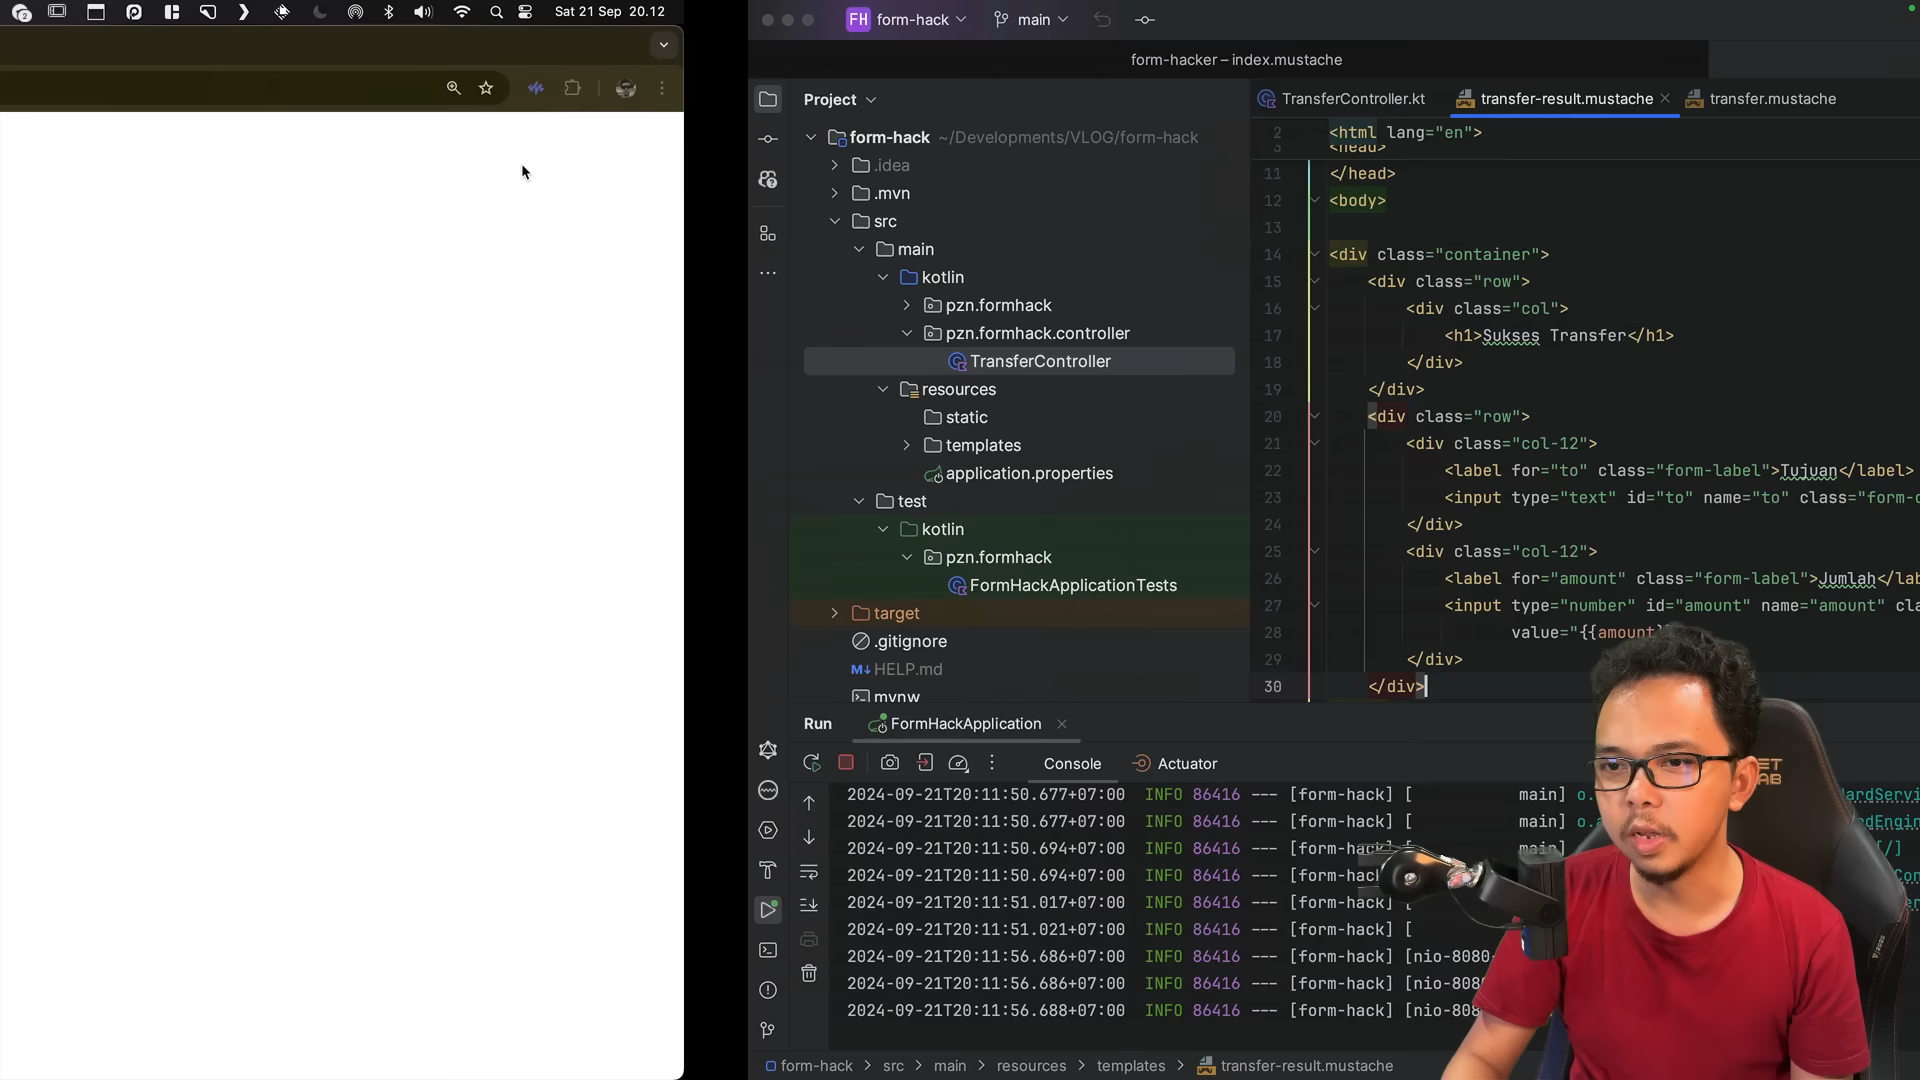 Sat 21 Sep 20.12
FH form-hack
main
form-hacker – index.mustache
Project
TransferController.kt
transfer-result.mustache
transfer.mustache
form-hack ~/Developments/VLOG/form-hack
.idea
.mvn
src
main
kotlin
pzn.formhack
pzn.formhack.controller
TransferController
resources
static
templates
application.properties
test
kotlin
pzn.formhack
FormHackApplicationTests
target
.gitignore
M↓ HELP.md
mvnw
2 <html lang="en">
3 <head>
11 </head>
12 <body>
13
14 <div class="container">
15 <div class="row">
16 <div class="col">
17 <h1>Sukses Transfer</h1>
18 </div>
19 </div>
20 <div class="row">
21 <div class="col-12">
22 <label for="to" class="form-label">Tujuan</label>
23 <input type="text" id="to" name="to" class="form-c
24 </div>
25 <div class="col-12">
26 <label for="amount" class="form-label">Jumlah</lab
27 <input type="number" id="amount" name="amount" cla
28 value="{{amount
29 </div>
30 </div>
Run
FormHackApplication
Console
Actuator
2024-09-21T20:11:50.677+07:00 INFO 86416 --- [form-hack] [ main] o.a
2024-09-21T20:11:50.677+07:00 INFO 86416 --- [form-hack] [ main] o.
2024-09-21T20:11:50.694+07:00 INFO 86416 --- [form-hack] [ main]
2024-09-21T20:11:50.694+07:00 INFO 86416 --- [form-hack
2024-09-21T20:11:51.017+07:00 INFO 86416 --- [form-hack] [
2024-09-21T20:11:51.021+07:00 INFO 86416 --- [form-hack] [
2024-09-21T20:11:56.686+07:00 INFO 86416 --- [form-hack] [nio-8080-
2024-09-21T20:11:56.686+07:00 INFO 86416 --- [form-hack] [nio-808
2024-09-21T20:11:56.688+07:00 INFO 86416 --- [form-hack] [nio-808
form-hack > src > main > resources > templates > transfer-result.mustache